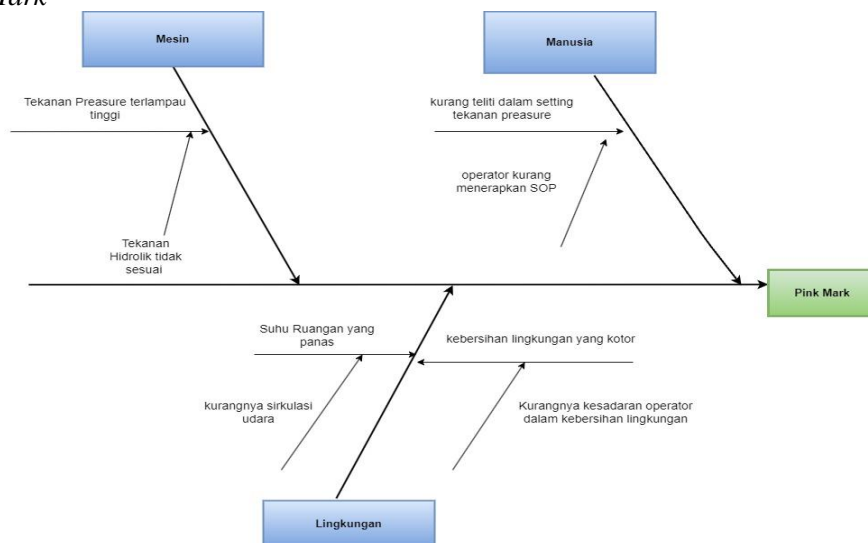 Mark
Mesin
Manusia
Tekanan Preasure terlampau
tinggi
kurang teliti dalam setting
tekanan preasure
operator kurang
menerapkan SOP
Tekanan
Hidrolik tidak
sesuai
Pink Mark
Suhu Ruangan yang
panas
kebersihan lingkungan yang kotor
kurangnya sirkulasi
udara
Kurangnya kesadaran operator
dalam kebersihan lingkungan
Lingkungan